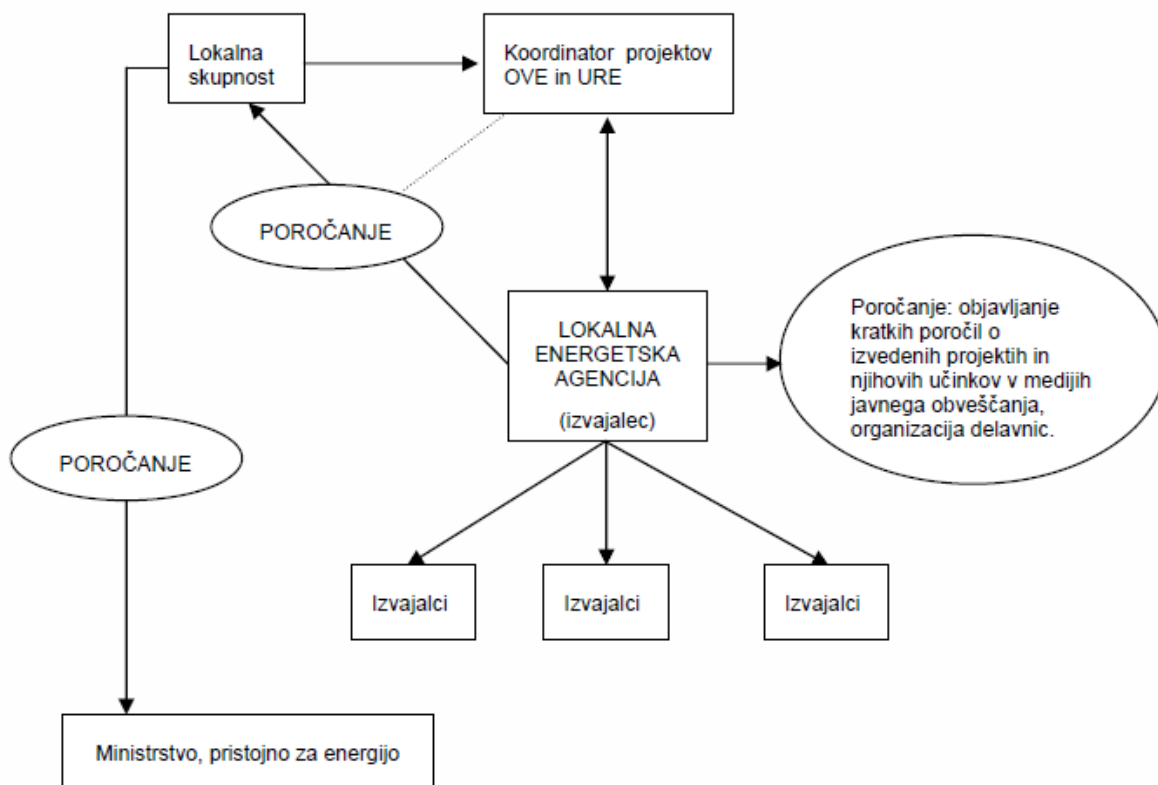 Lokalna
skupnost
Koordinator projektov
OVE in URE
POROČANJE
LOKALNA
ENERGETSKA
AGENCIJA
(izvajalec)
Poročanje: objavljanje
kratkih poročil o
izvedenih projektih in
njihovih učinkov v medijih
javnega obveščanja,
organizacija delavnic.
POROČANJE
Izvajalci
Izvajalci
Izvajalci
Ministrstvo, pristojno za energijo